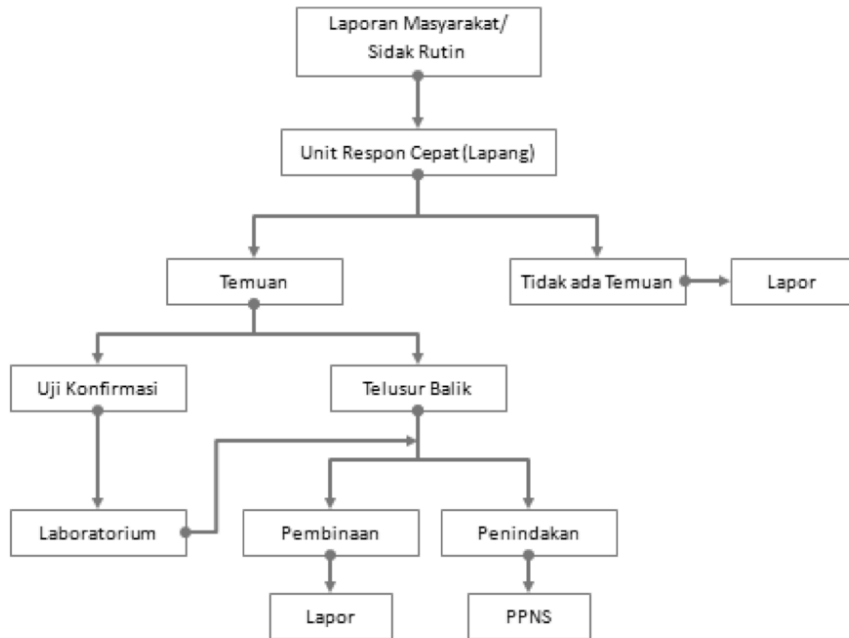 Laporan Masyarakat/
Sidak Rutin
Unit Respon Cepat (Lapang)
Temuan
Tidak ada Temuan
Lapor
Uji Konfirmasi
Telusur Balik
Laboratorium
Pembinaan
Penindakan
Lapor
PPNS